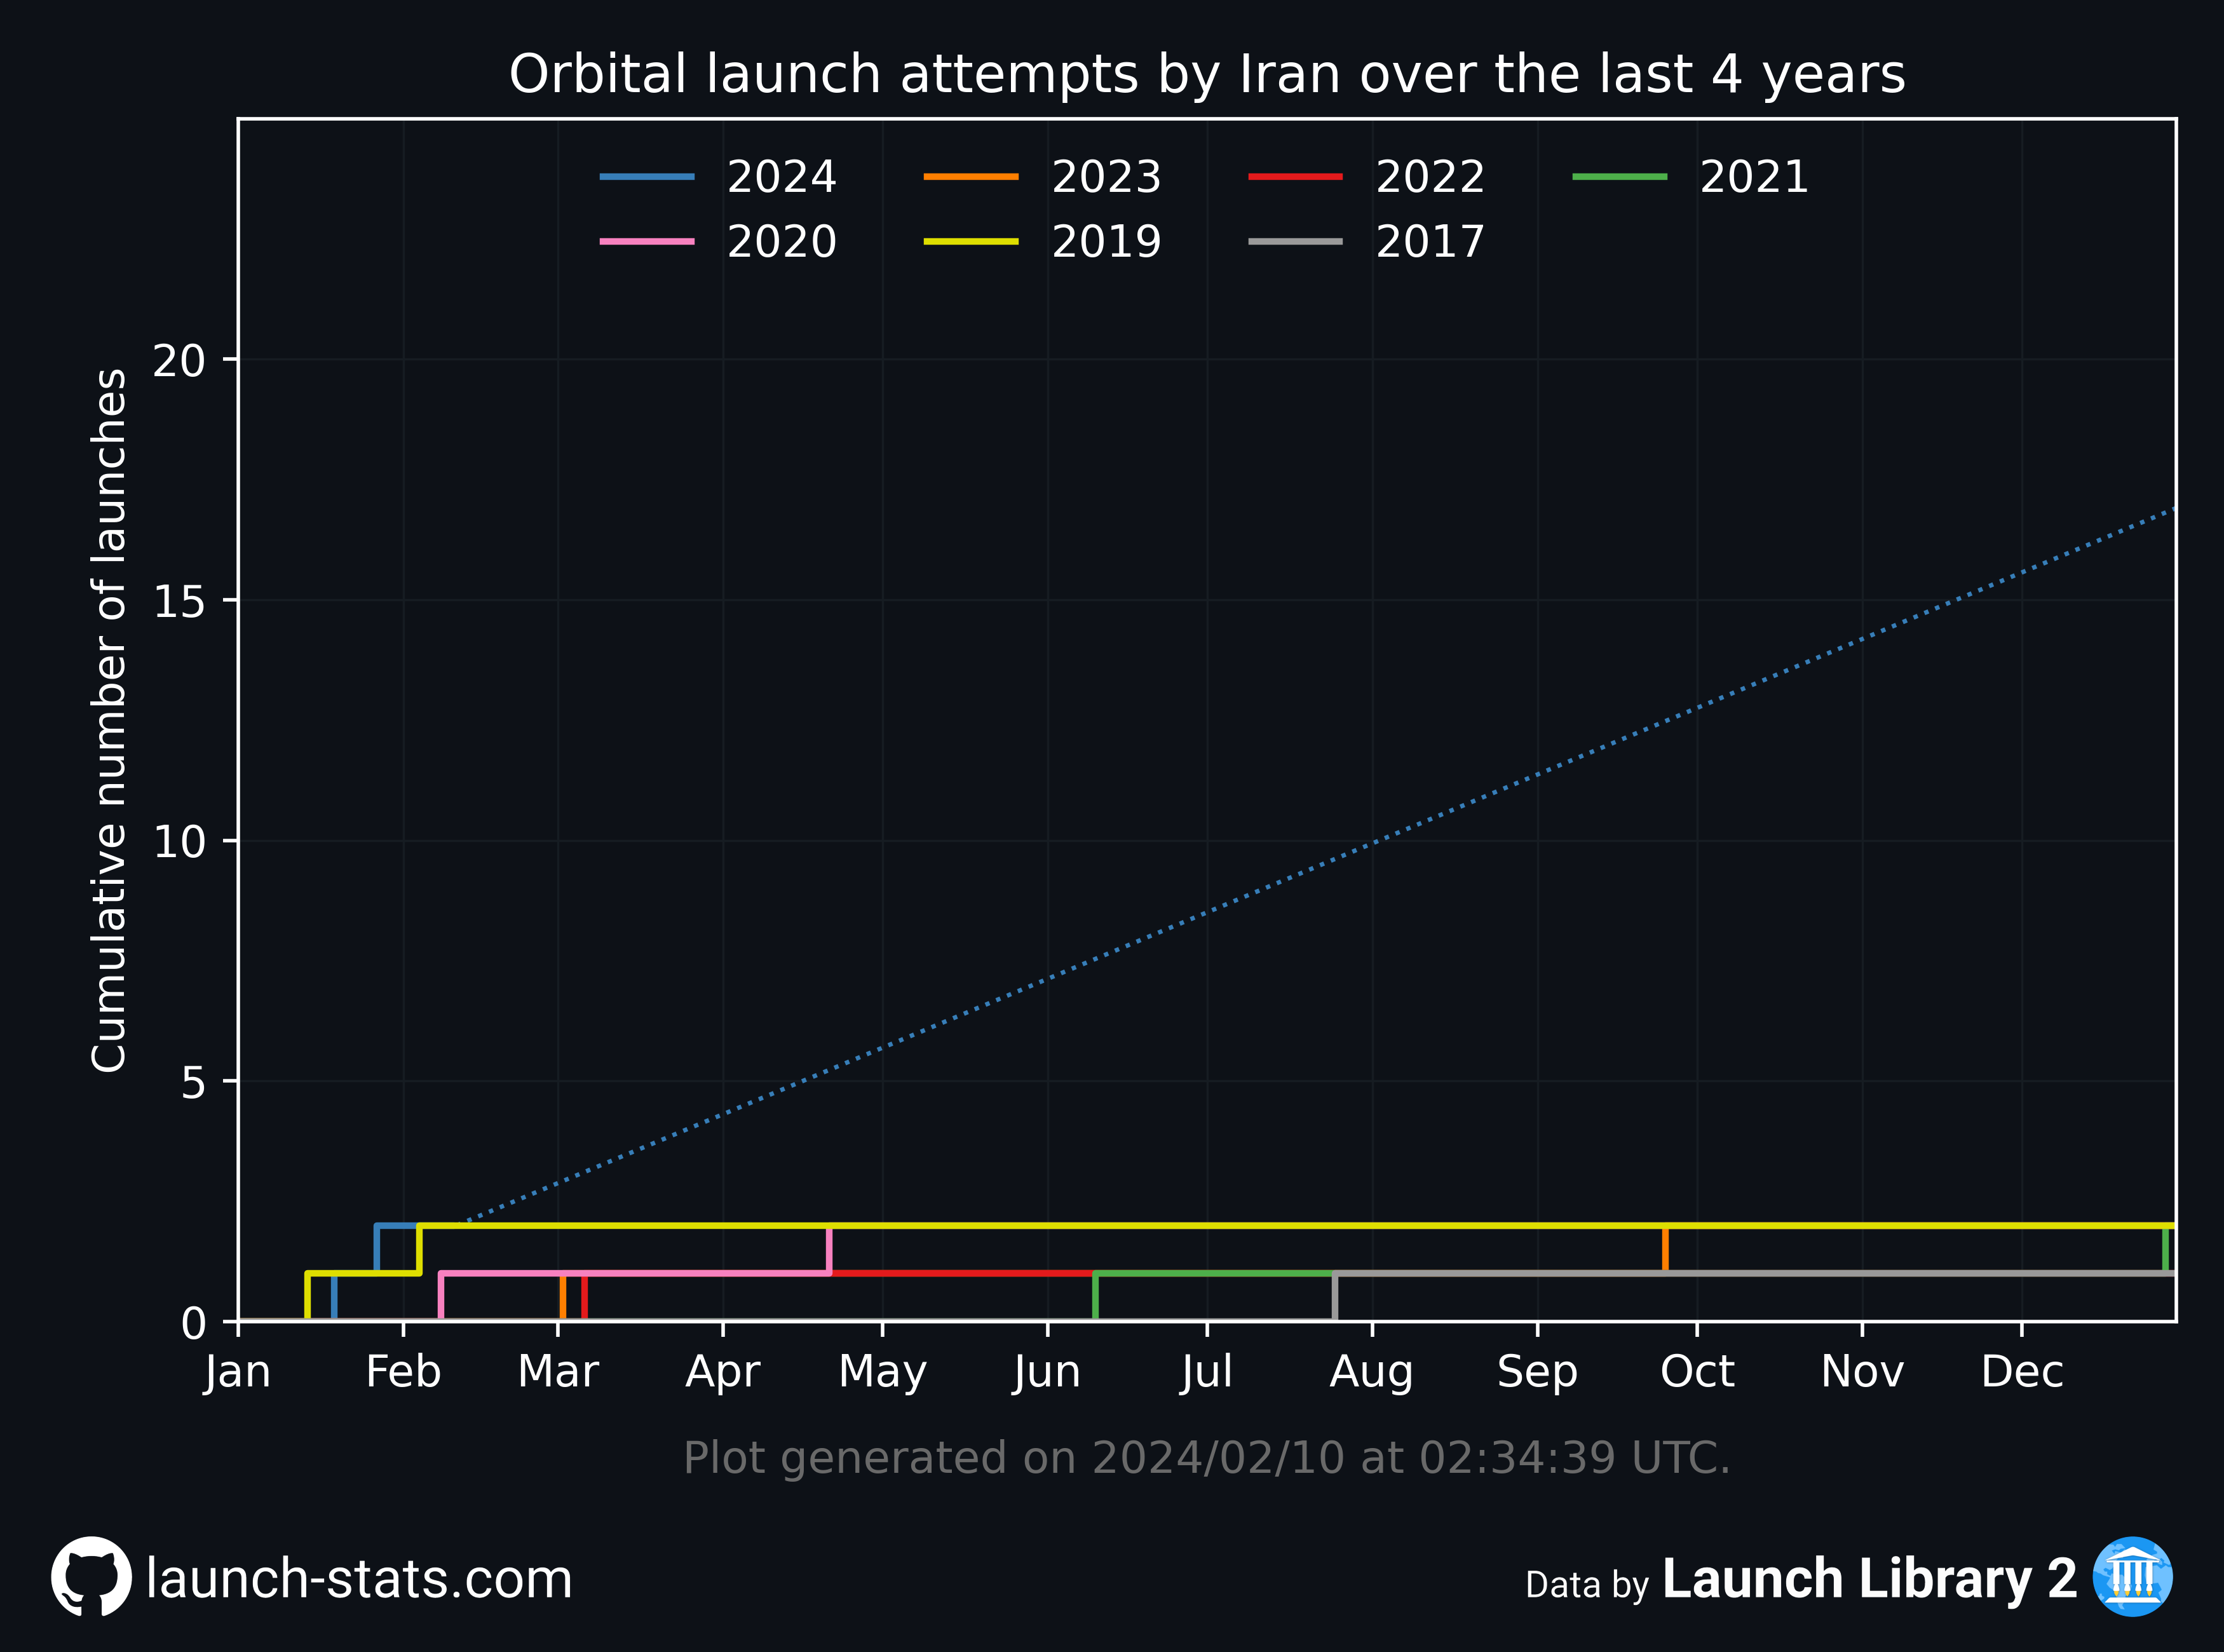 Orbital launch attempts by Iran over the last 4 years
2024 2023 2022 2021
2020 2019 2017
Cumulative number of launches
20
15
10
5
0
Jan Feb Mar Apr May Jun Jul Aug Sep Oct Nov Dec
Plot generated on 2024/02/10 at 02:34:39 UTC.
launch-stats.com
Data by Launch Library 2